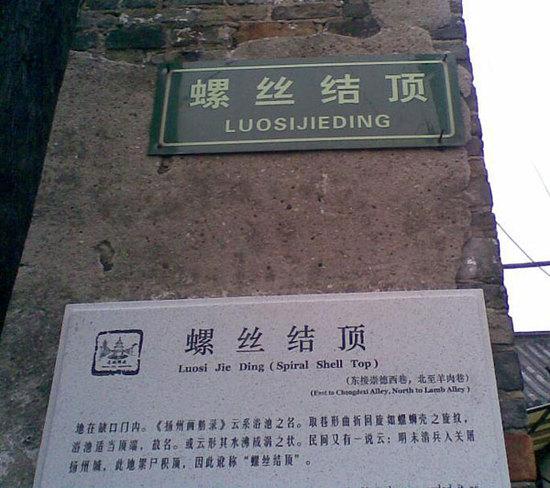 螺丝结顶
LUOSIJIEDING
螺丝结顶
Luosi Jie Ding (Spiral Shell Top)
(东接崇德西巷，北至羊肉巷)
(East to Chongdexi Alley, North to Lamb Alley)
地在缺口门内。《扬州画舫录》云系浴池之名。取巷形曲折回旋如螺蛳壳之旋纹，
浴池适当顶端，故名。或云形其水沸成涡之状。民间又有一说云：明末清兵入关屠
扬州城，此地累尸积顶，因此讹称“螺丝结顶”。